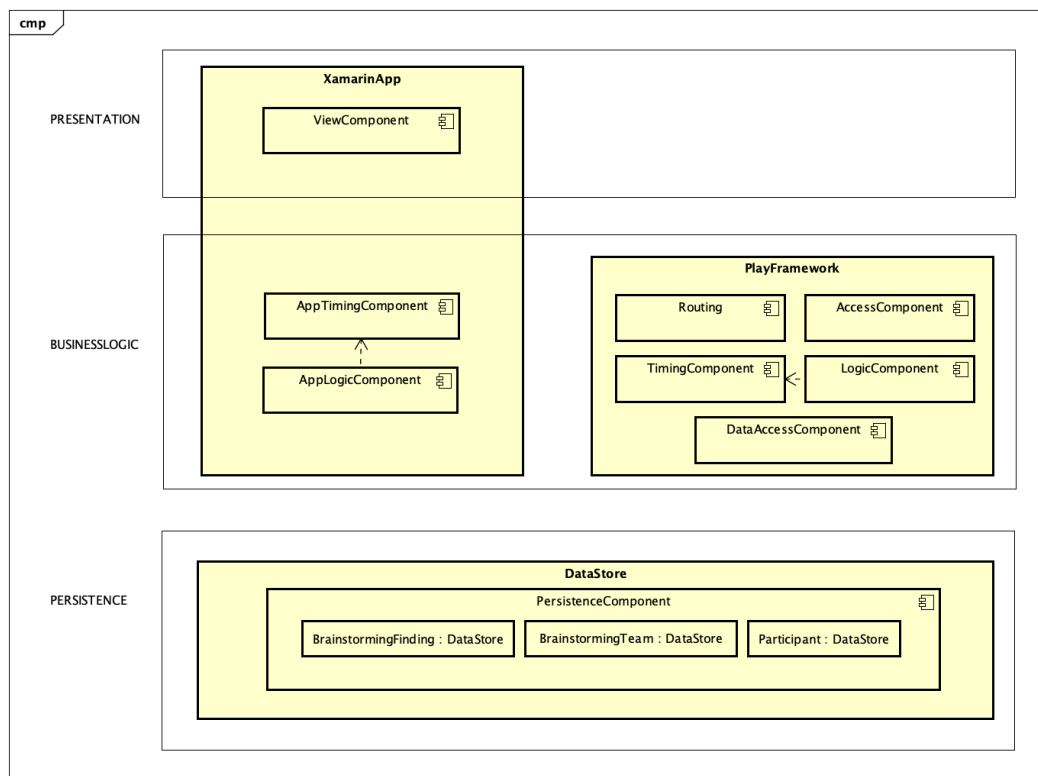 cmp
PRESENTATION
XamarinApp
ViewComponent
BUSINESSLOGIC
AppTimingComponent
AppLogicComponent
PlayFramework
Routing
AccessComponent
TimingComponent
LogicComponent
DataAccessComponent
PERSISTENCE
DataStore
PersistenceComponent
BrainstormingFinding : DataStore
BrainstormingTeam : DataStore
Participant : DataStore